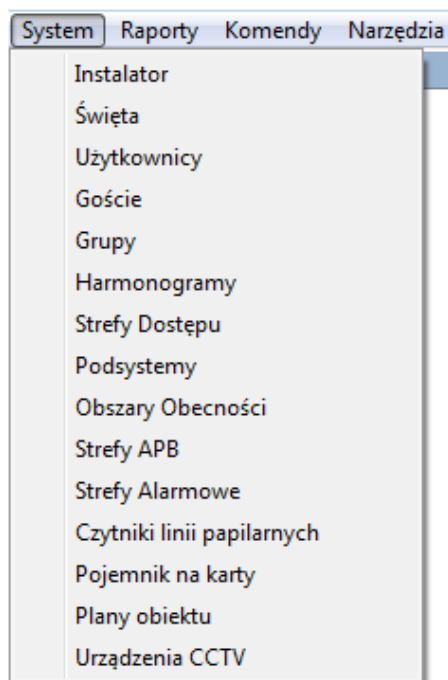 System Raporty Komendy Narzędzia
Instalator
Święta
Użytkownicy
Goście
Grupy
Harmonogramy
Strefy Dostępu
Podsystemy
Obszary Obecności
Strefy APB
Strefy Alarmowe
Czytniki linii papilarnych
Pojemnik na karty
Plany obiektu
Urządzenia CCTV